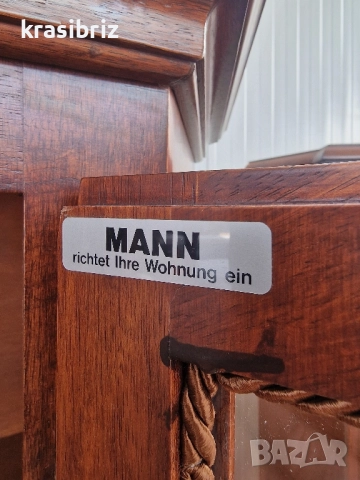 krasibriz
MANN
richtet Ihre Wohnung ein
BAZAR